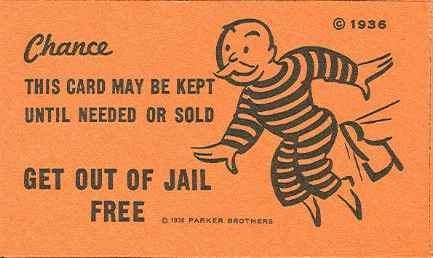 Chance
© 1936
THIS CARD MAY BE KEPT
UNTIL NEEDED OR SOLD
GET OUT OF JAIL
FREE
© 1936 PARKER BROTHERS